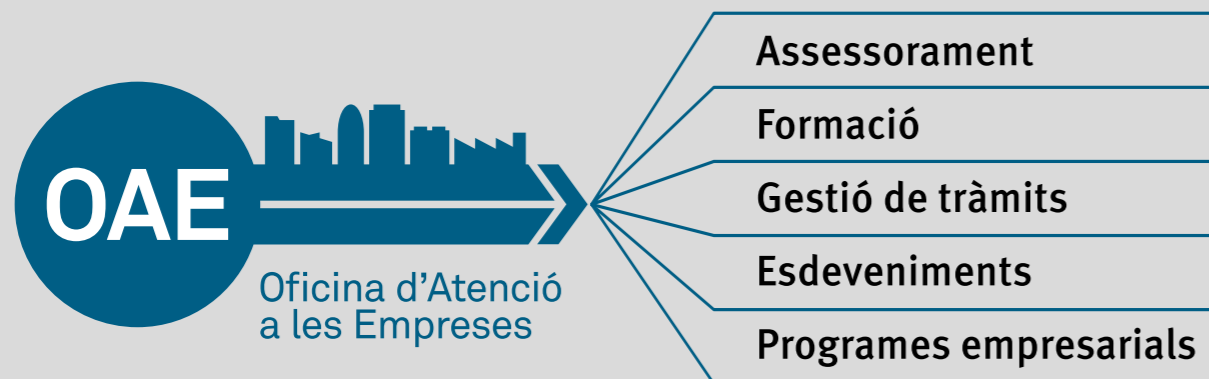 OAE
Oficina d’Atenció
a les Empreses
Assessorament
Formació
Gestió de tràmits
Esdeveniments
Programes empresarials